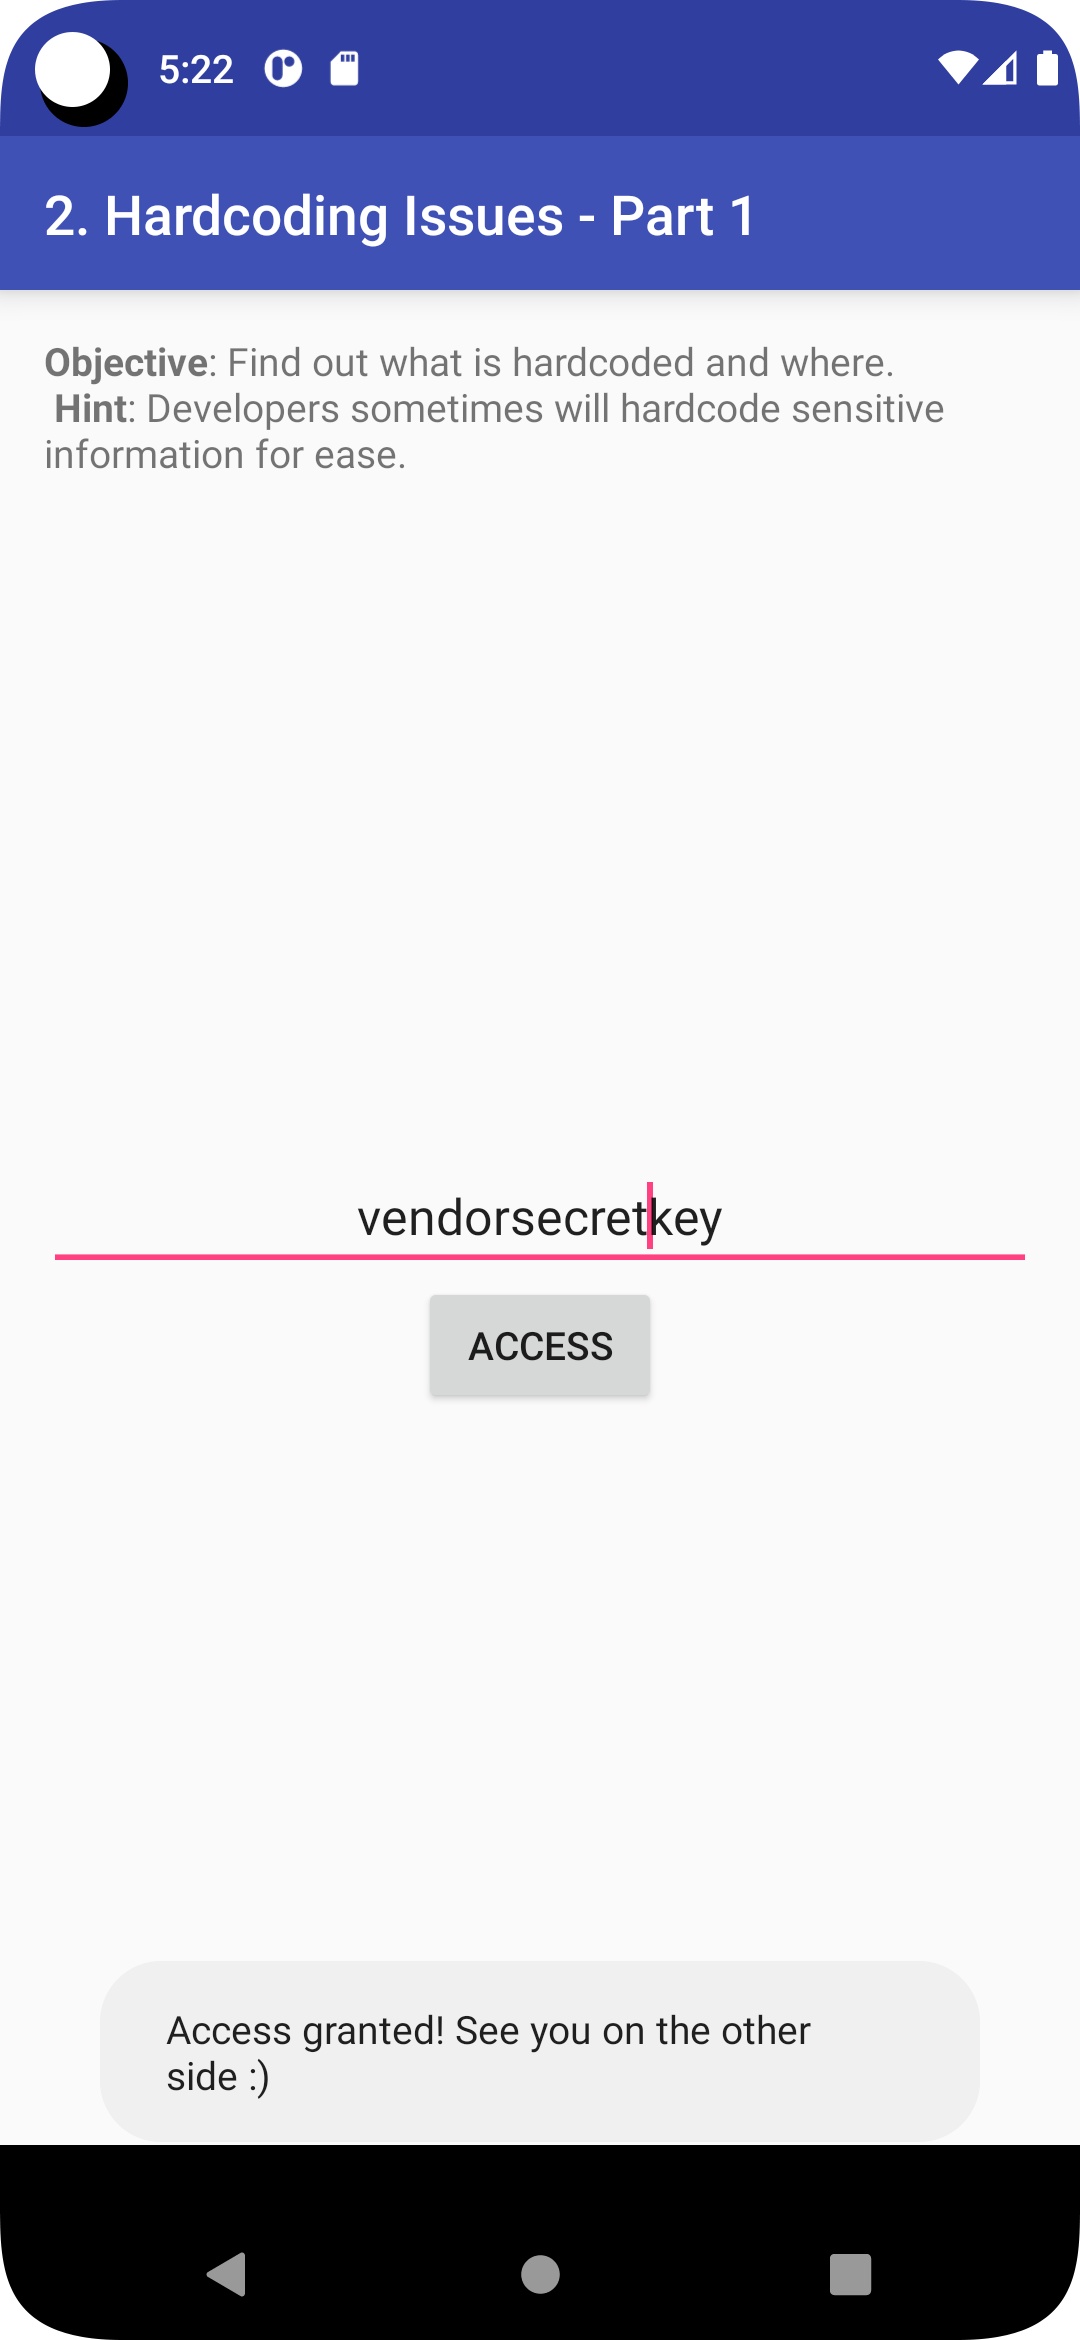 5:22
2. Hardcoding Issues - Part 1
Objective: Find out what is hardcoded and where.
Hint: Developers sometimes will hardcode sensitive
information for ease.
vendorsecretkey
ACCESS
Access granted! See you on the other
side :)